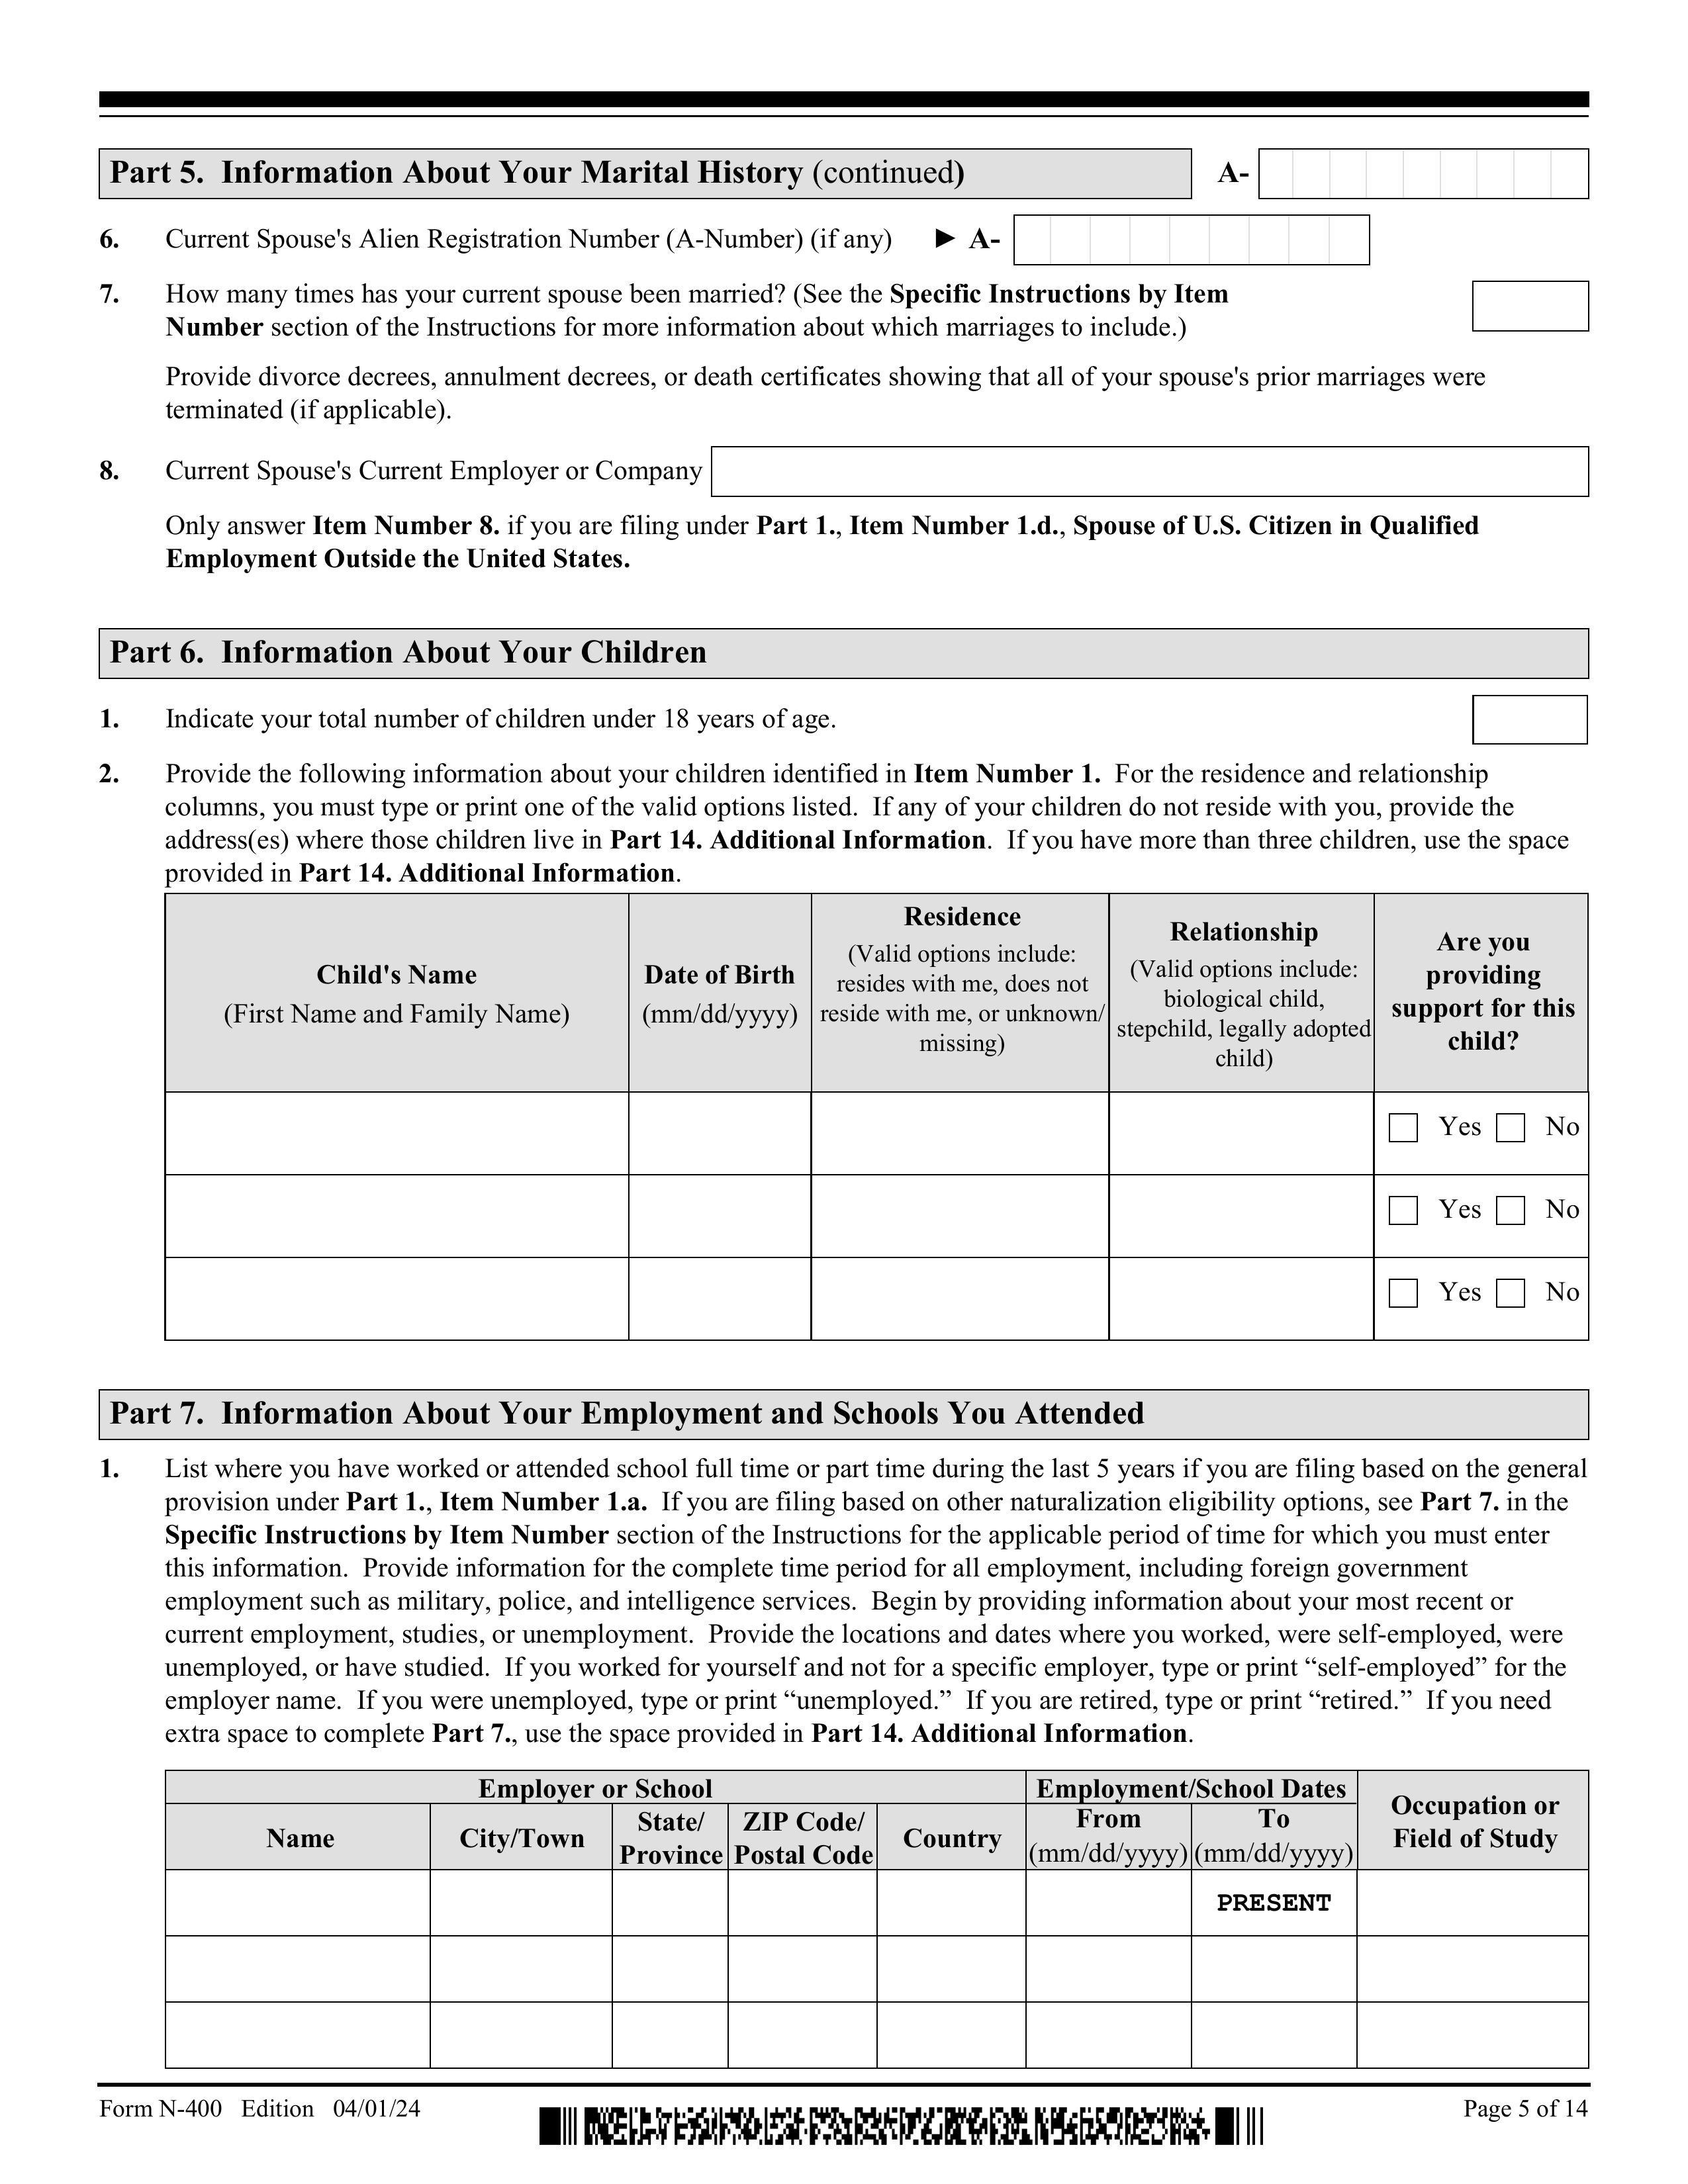 Part 5.  Information About Your Marital History (continued)
A-
6. Current Spouse's Alien Registration Number (A-Number) (if any) ► A-
7. How many times has your current spouse been married? (See the Specific Instructions by Item
Number section of the Instructions for more information about which marriages to include.)
Provide divorce decrees, annulment decrees, or death certificates showing that all of your spouse's prior marriages were
terminated (if applicable).
8. Current Spouse's Current Employer or Company
Only answer Item Number 8. if you are filing under Part 1., Item Number 1.d., Spouse of U.S. Citizen in Qualified
Employment Outside the United States.
Part 6.  Information About Your Children
1. Indicate your total number of children under 18 years of age.
2. Provide the following information about your children identified in Item Number 1.  For the residence and relationship
columns, you must type or print one of the valid options listed.  If any of your children do not reside with you, provide the
address(es) where those children live in Part 14. Additional Information.  If you have more than three children, use the space
provided in Part 14. Additional Information.
Child's Name
(First Name and Family Name)
Date of Birth
(mm/dd/yyyy)
Residence
(Valid options include:
resides with me, does not
reside with me, or unknown/
missing)
Relationship
(Valid options include:
biological child,
stepchild, legally adopted
child)
Are you
providing
support for this
child?
Yes No
Yes No
Yes No
Part 7.  Information About Your Employment and Schools You Attended
1. List where you have worked or attended school full time or part time during the last 5 years if you are filing based on the general
provision under Part 1., Item Number 1.a.  If you are filing based on other naturalization eligibility options, see Part 7. in the
Specific Instructions by Item Number section of the Instructions for the applicable period of time for which you must enter
this information.  Provide information for the complete time period for all employment, including foreign government
employment such as military, police, and intelligence services.  Begin by providing information about your most recent or
current employment, studies, or unemployment.  Provide the locations and dates where you worked, were self-employed, were
unemployed, or have studied.  If you worked for yourself and not for a specific employer, type or print “self-employed” for the
employer name.  If you were unemployed, type or print “unemployed.”  If you are retired, type or print “retired.”  If you need
extra space to complete Part 7., use the space provided in Part 14. Additional Information.
Employer or School
Employment/School Dates
Occupation or
Field of Study
Name
City/Town
State/
Province
ZIP Code/
Postal Code
Country
From
(mm/dd/yyyy)
To
(mm/dd/yyyy)
PRESENT
Form N-400   Edition   04/01/24
Page 5 of 14